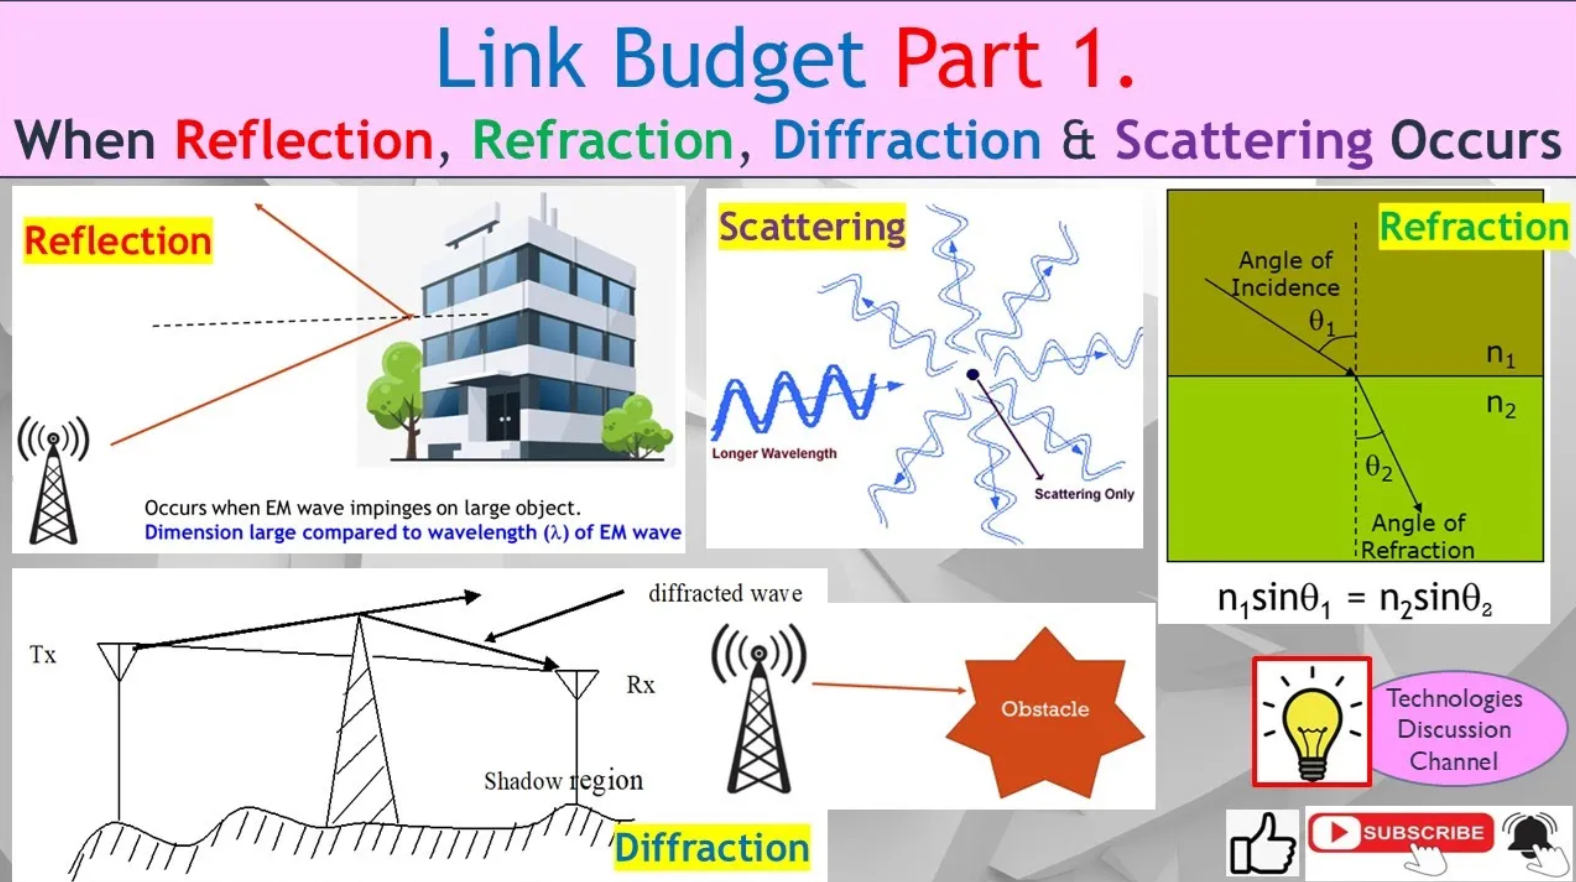 Link Budget Part 1.
When Reflection, Refraction, Diffraction & Scattering Occurs
Reflection
Occurs when EM wave impinges on large object.
Dimension large compared to wavelength (λ) of EM wave
Scattering
Longer Wavelength
Scattering Only
Refraction
Angle of
Incidence
θ₁
n₁
n₂
θ₂
Angle of
Refraction
n₁sinθ₁ = n₂sinθ₂
diffracted wave
Tx
Rx
Shadow region
Diffraction
Obstacle
Technologies
Discussion
Channel
SUBSCRIBE